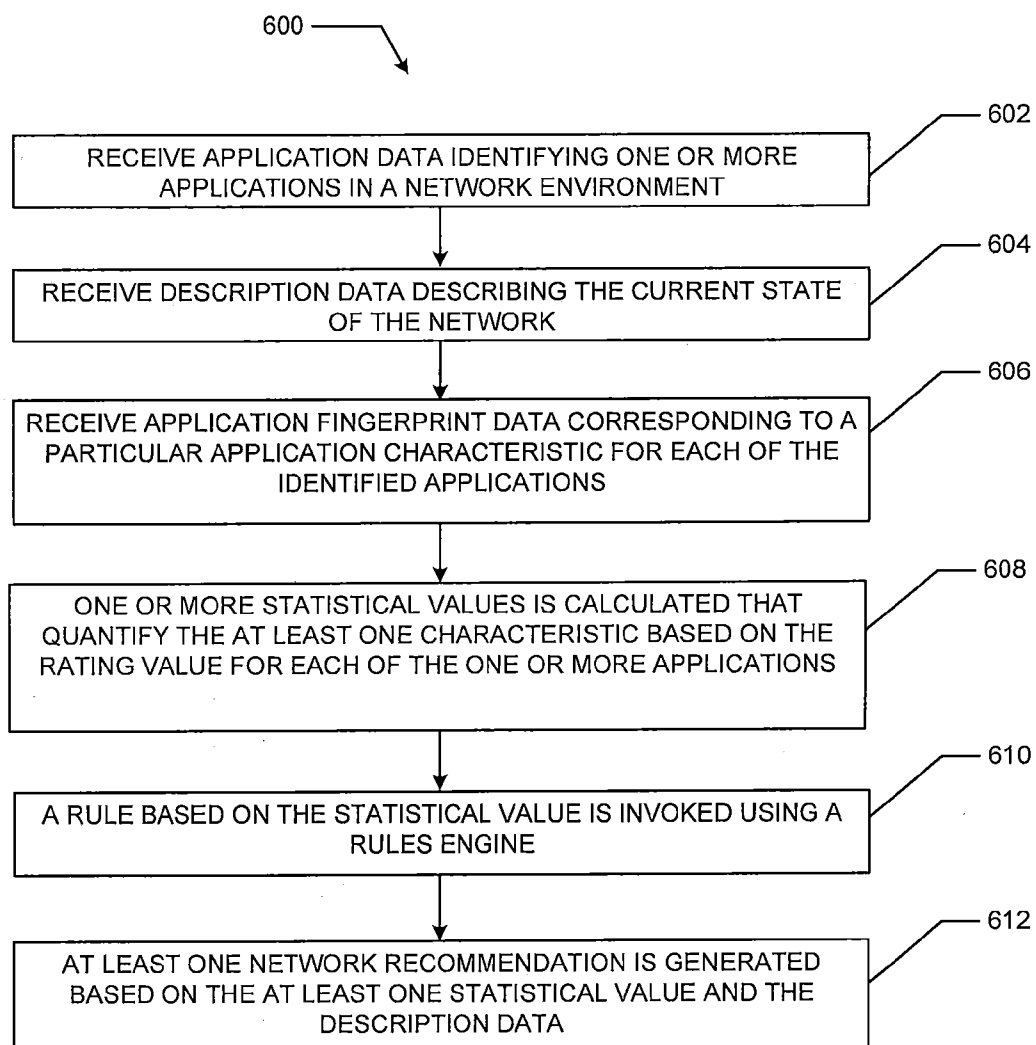 600
602
RECEIVE APPLICATION DATA IDENTIFYING ONE OR MORE
APPLICATIONS IN A NETWORK ENVIRONMENT
604
RECEIVE DESCRIPTION DATA DESCRIBING THE CURRENT STATE
OF THE NETWORK
606
RECEIVE APPLICATION FINGERPRINT DATA CORRESPONDING TO A
PARTICULAR APPLICATION CHARACTERISTIC FOR EACH OF THE
IDENTIFIED APPLICATIONS
608
ONE OR MORE STATISTICAL VALUES IS CALCULATED THAT
QUANTIFY THE AT LEAST ONE CHARACTERISTIC BASED ON THE
RATING VALUE FOR EACH OF THE ONE OR MORE APPLICATIONS
610
A RULE BASED ON THE STATISTICAL VALUE IS INVOKED USING A
RULES ENGINE
612
AT LEAST ONE NETWORK RECOMMENDATION IS GENERATED
BASED ON THE AT LEAST ONE STATISTICAL VALUE AND THE
DESCRIPTION DATA